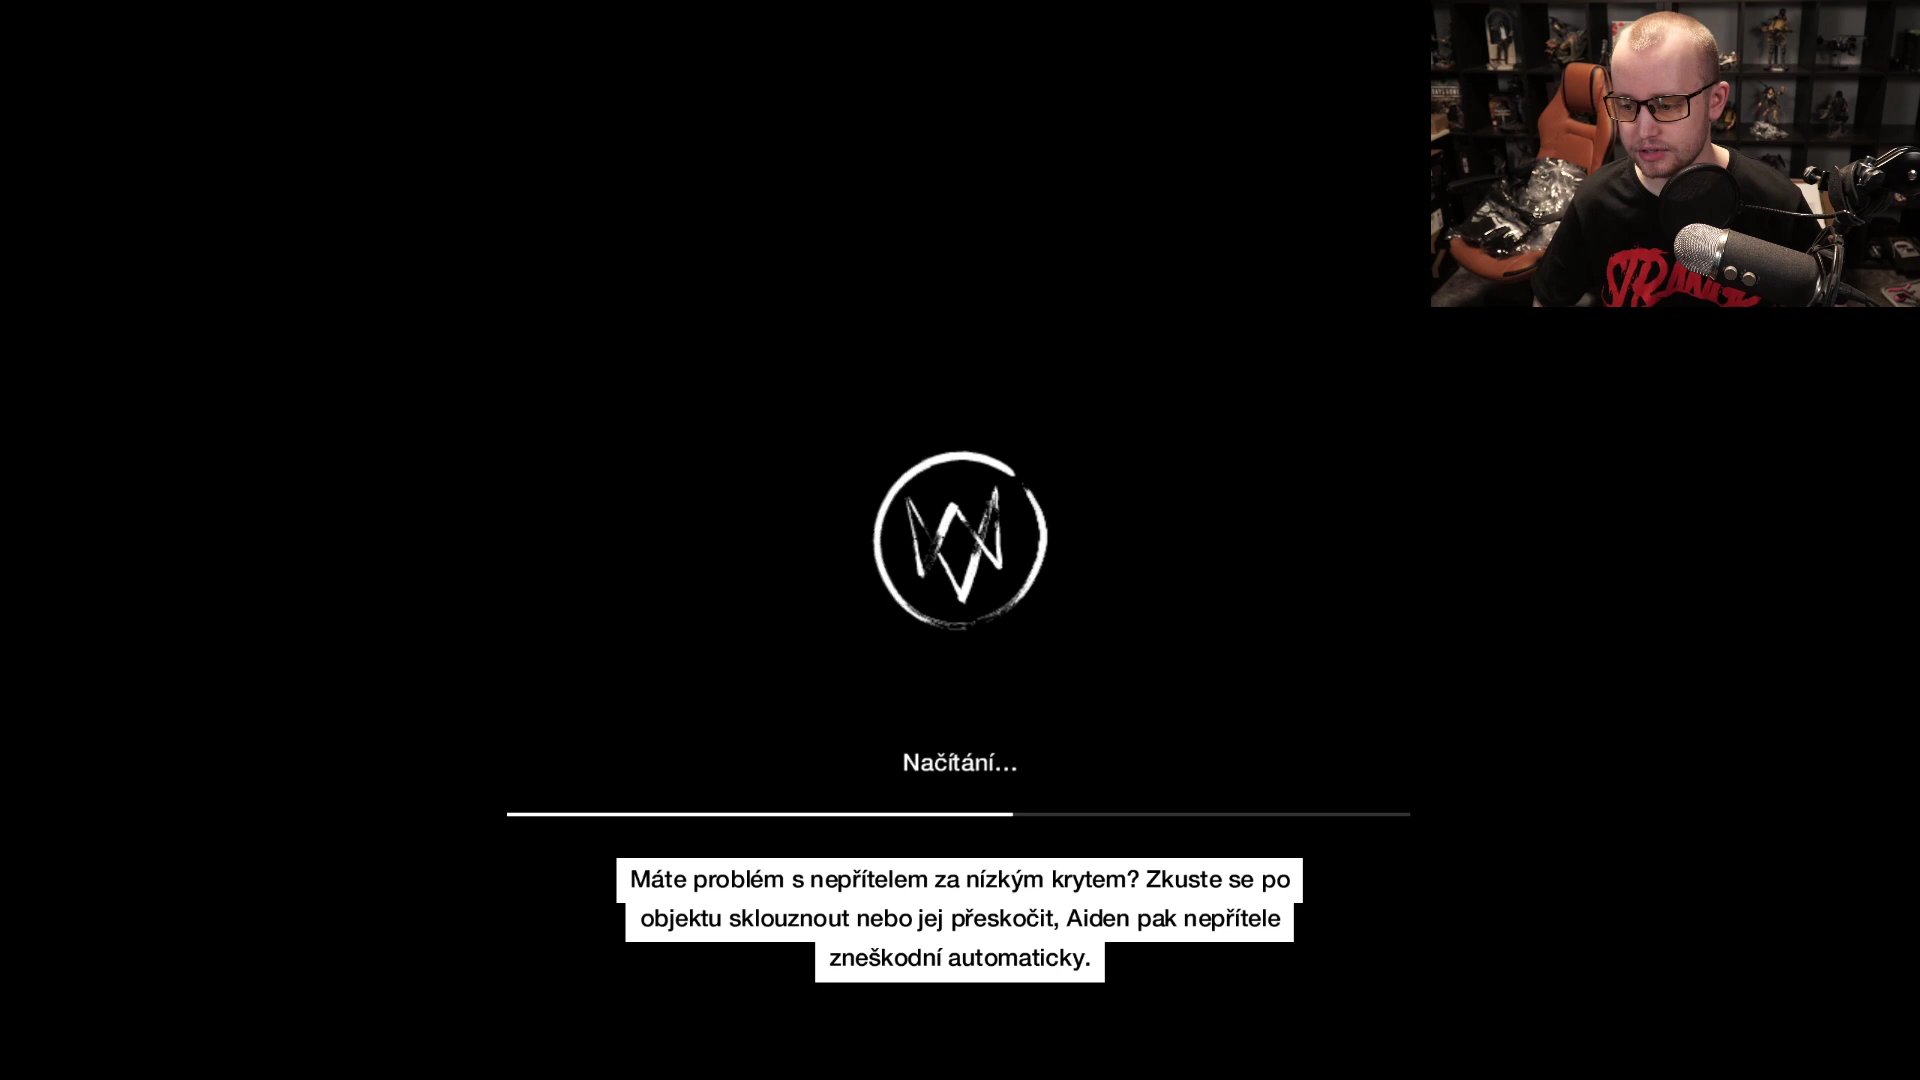 Načítání...
Máte problém s nepřítelem za nízkým krytem? Zkuste se po
objektu sklouznout nebo jej přeskočit, Aiden pak nepřítele
zneškodní automaticky.